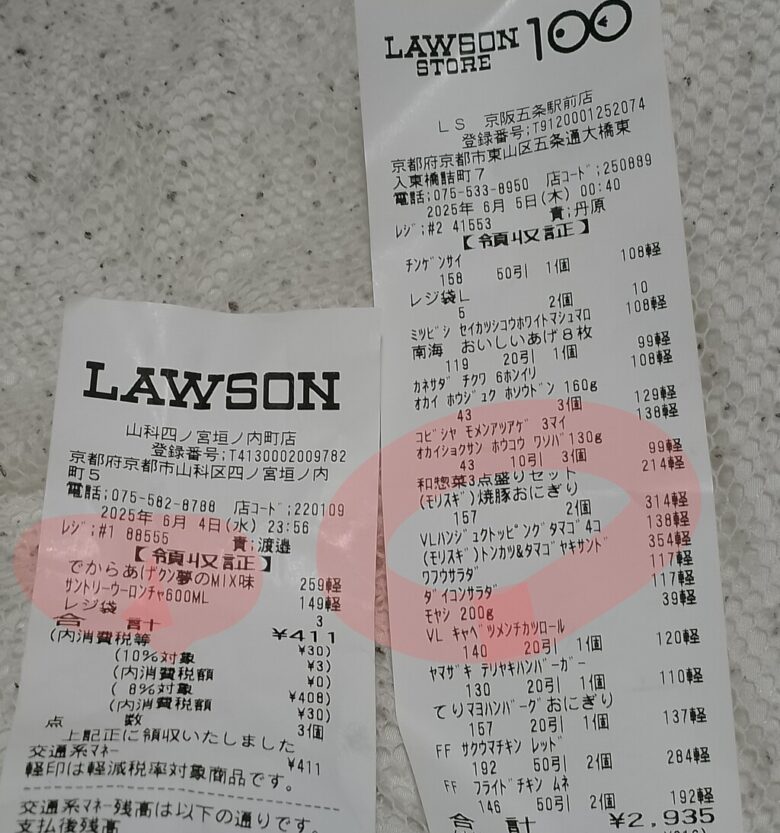 LAWSON
山科四ノ宮垣ノ内町店
登録番号;T4130002009782
京都府京都市山科区四ノ宮垣ノ内
町5
電話;075-582-8788 店コード;220109
2025年 6月 4日(水) 23:56
レジ;#1 88555 責;渡邉
【領収証】
でからあげクン夢のMIX味 259軽
サントリーウーロンチャ600ML 149軽
レジ袋 3
合 計 ¥411
(内消費税等 ¥30)
(10%対象 ¥3)
(内消費税額 ¥0)
( 8%対象 ¥408)
(内消費税額 ¥30)
点 数 3個
上記正に領収いたしました
交通系マネー ¥411
軽印は軽減税率対象商品です。
交通系マネー残高は以下の通りです。
支払後残高
LAWSON 100
STORE
LS 京阪五条駅前店
登録番号;T9120001252074
京都府京都市東山区五条通大橋東
入東橋詰町7
電話;075-533-8950 店コード;250889
2025年 6月 5日(木) 00:40
レジ;#2 41553 責;丹原
【領収証】
チンゲンサイ 108軽
158 50引 1個
レジ袋L 10
5 2個
ミツビシ セイカツシコウホワイトマシュマロ 108軽
南海 おいしいあげ8枚 99軽
119 20引 1個
カネサダ チクワ 6ホンイリ 108軽
オカイ ホウジュク ホソウドン 160g 129軽
43 3個
コビシヤ モメンアツアゲ 3マイ 138軽
オカイショクサン ホウコウ ワソバ130g 99軽
43 10引 3個
和惣菜3点盛りセット 214軽
(モリスギ)焼豚おにぎり 314軽
157 2個
VLハンジュクトッピングタマゴ4コ 138軽
(モリスギ)トンカツ&タマゴヤキサンド 354軽
ワフウサラダ 117軽
ダイコンサラダ 117軽
モヤシ 200g 39軽
VL キャベツメンチカツロール 120軽
140 20引 1個
ヤマザキ テリヤキハンバーガー 110軽
130 20引 1個
てりマヨハンバーグおにぎり 137軽
157 20引 1個
FF サクウマチキン レッド 284軽
192 50引 2個
FF フライドチキン ムネ 192軽
146 50引 2個
合 計 ¥2,935